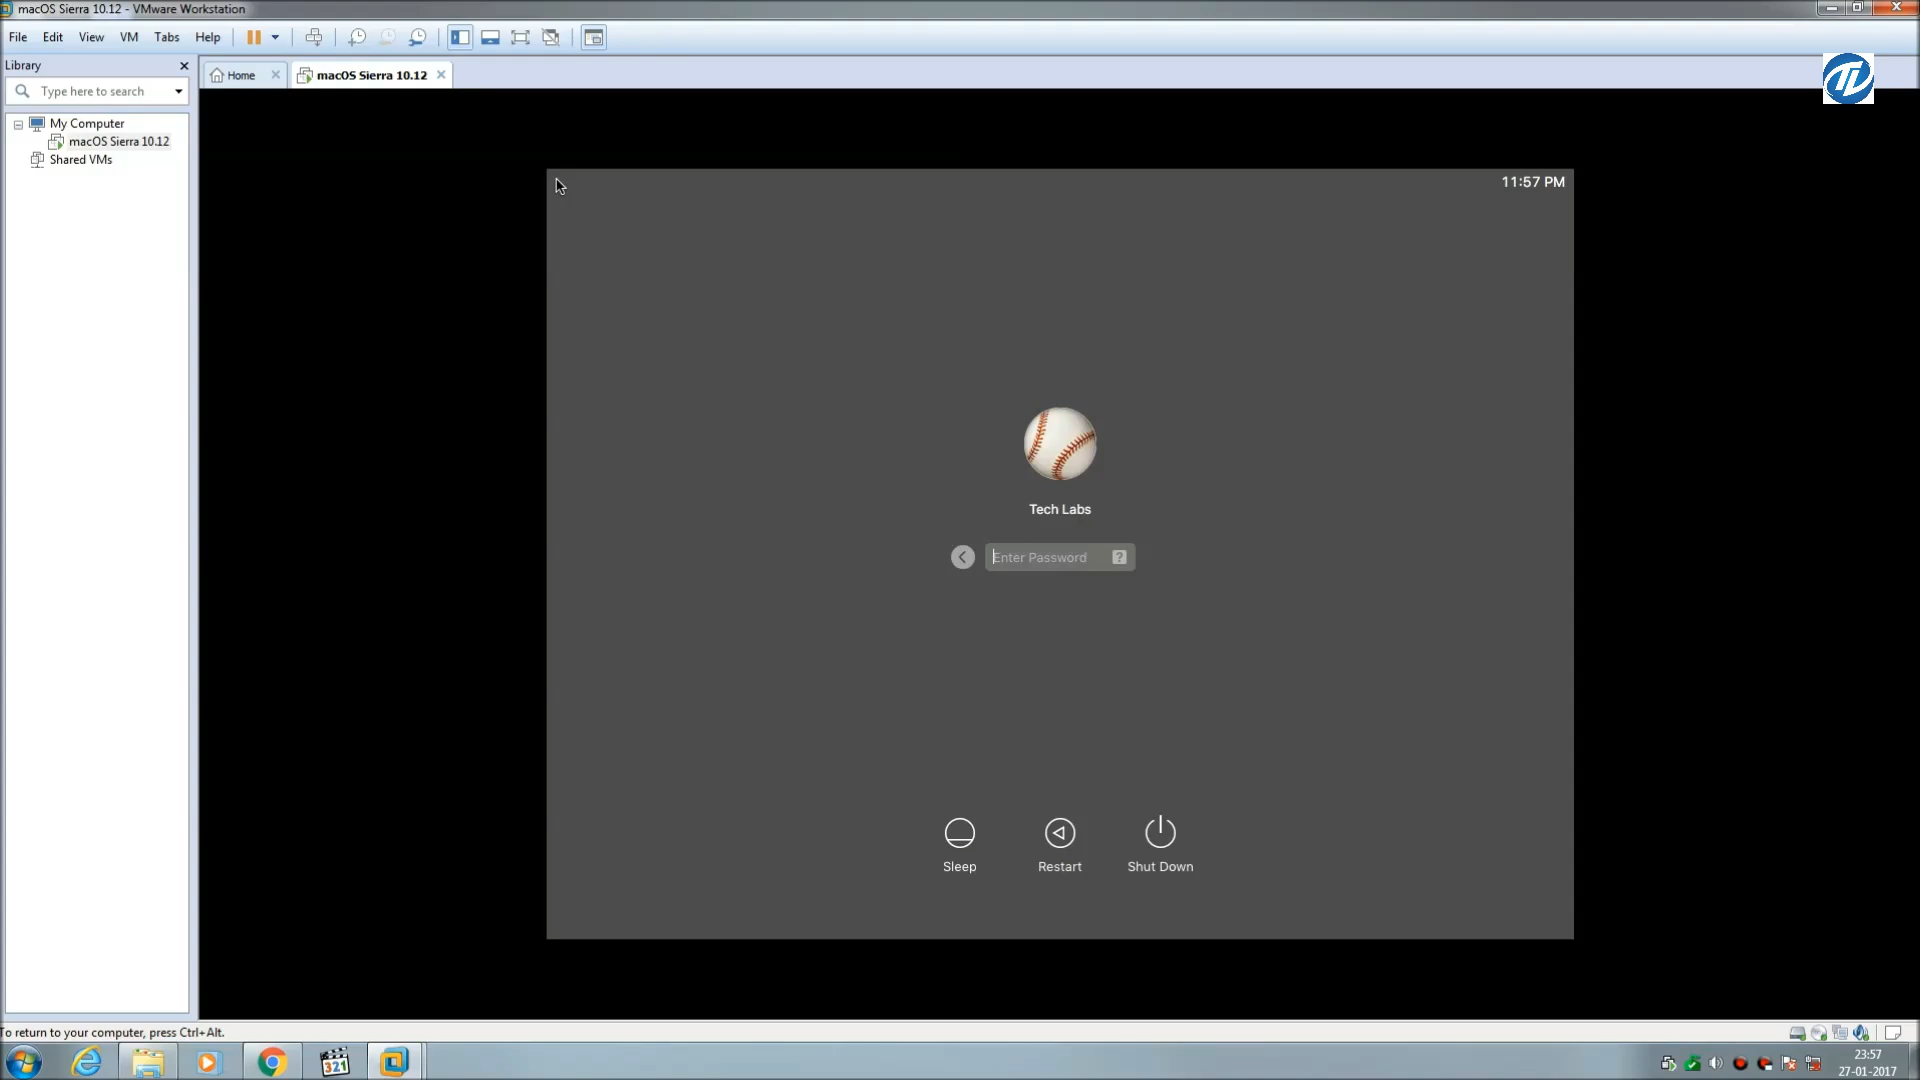 macOS Sierra 10.12 - VMware Workstation
File Edit View VM Tabs Help
Library
Home
macOS Sierra 10.12
Type here to search
My Computer
macOS Sierra 10.12
Shared VMs
11:57 PM
Tech Labs
Enter Password ?
Sleep Restart Shut Down
To return to your computer, press Ctrl+Alt.
321
23:57
27-01-2017